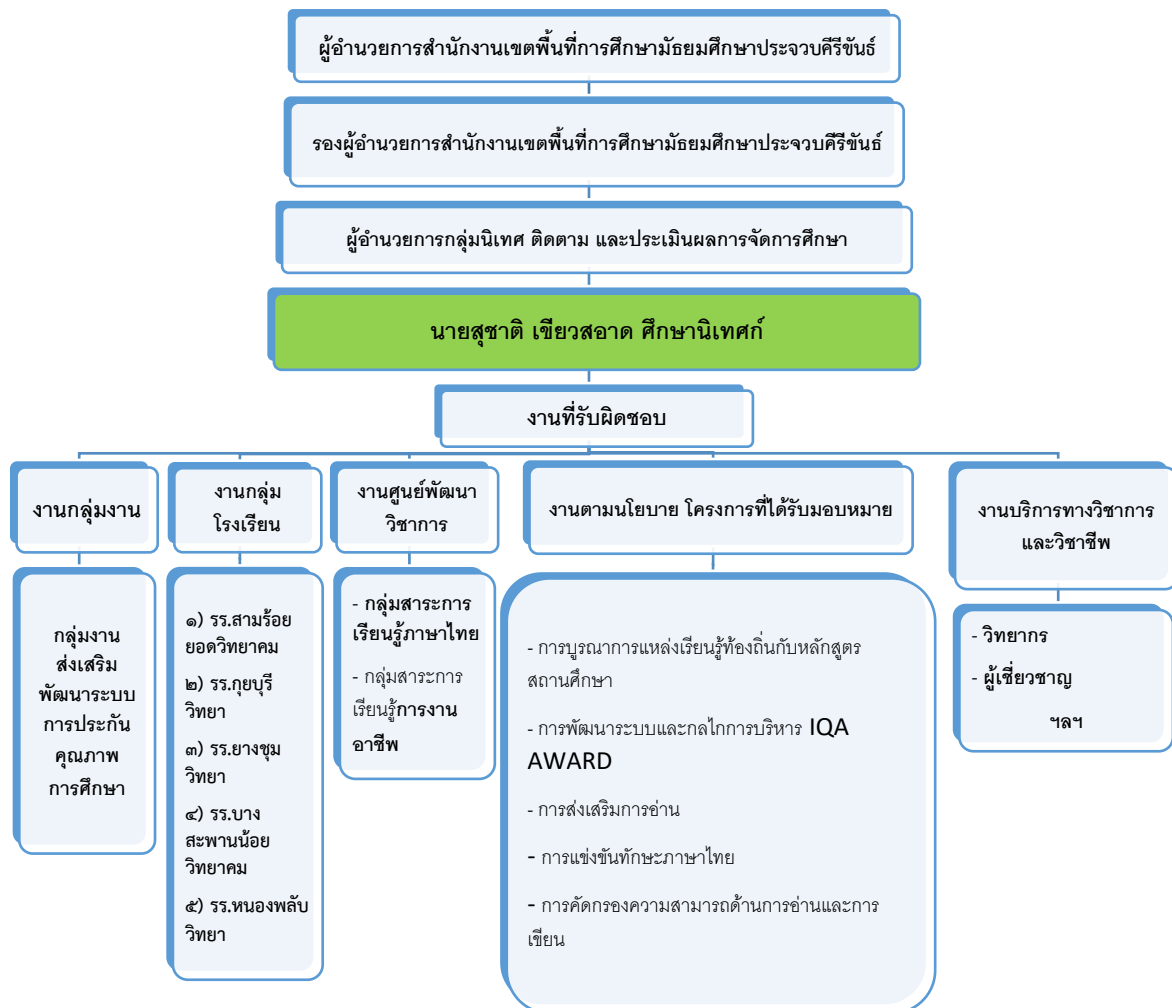 ผู้อำนวยการสำนักงานเขตพื้นที่การศึกษามัธยมศึกษาประจวบคีรีขันธ์
รองผู้อำนวยการสำนักงานเขตพื้นที่การศึกษามัธยมศึกษาประจวบคีรีขันธ์
ผู้อำนวยการกลุ่มนิเทศ ติดตาม และประเมินผลการจัดการศึกษา
นายสุชาติ เขียวสอาด ศึกษานิเทศก์
งานที่รับผิดชอบ
งานกลุ่มงาน
กลุ่มงาน
ส่งเสริม
พัฒนาระบบ
การประกัน
คุณภาพ
การศึกษา
งานกลุ่ม
โรงเรียน
๑) รร.สามร้อย
ยอดวิทยาคม
๒) รร.กุยบุรี
วิทยา
๓) รร.ยางชุม
วิทยา
๔) รร.บาง
สะพานน้อย
วิทยาคม
๕) รร.หนองพลับ
วิทยา
งานศูนย์พัฒนา
วิชาการ
- กลุ่มสาระการ
เรียนรู้ภาษาไทย
- กลุ่มสาระการ
เรียนรู้การงาน
อาชีพ
งานตามนโยบาย โครงการที่ได้รับมอบหมาย
- การบูรณาการแหล่งเรียนรู้ท้องถิ่นกับหลักสูตร
สถานศึกษา
- การพัฒนาระบบและกลไกการบริหาร IQA
AWARD
- การส่งเสริมการอ่าน
- การแข่งขันทักษะภาษาไทย
- การคัดกรองความสามารถด้านการอ่านและการ
เขียน
งานบริการทางวิชาการ
และวิชาชีพ
- วิทยากร
- ผู้เชี่ยวชาญ
ฯลฯ